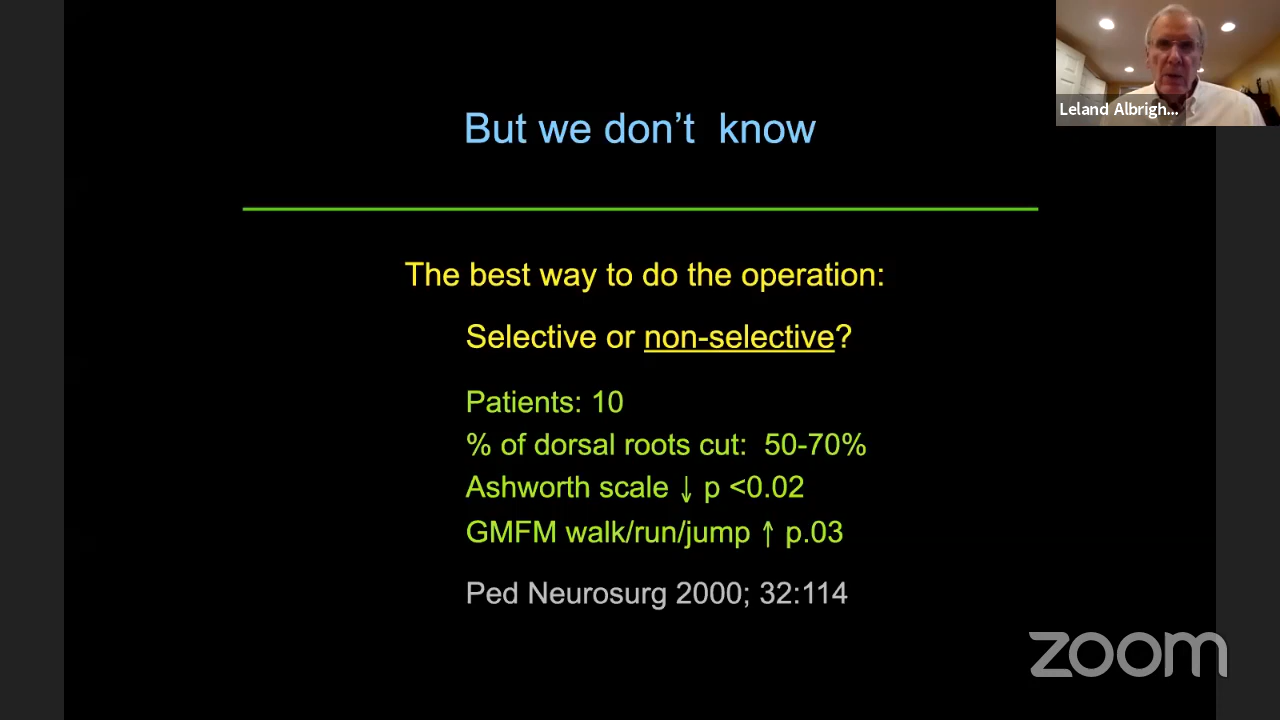 Leland Albrigh...
But we don't know
The best way to do the operation:
Selective or non-selective?
Patients: 10
% of dorsal roots cut: 50-70%
Ashworth scale ↓ p <0.02
GMFM walk/run/jump ↑ p.03
Ped Neurosurg 2000; 32:114
zoom